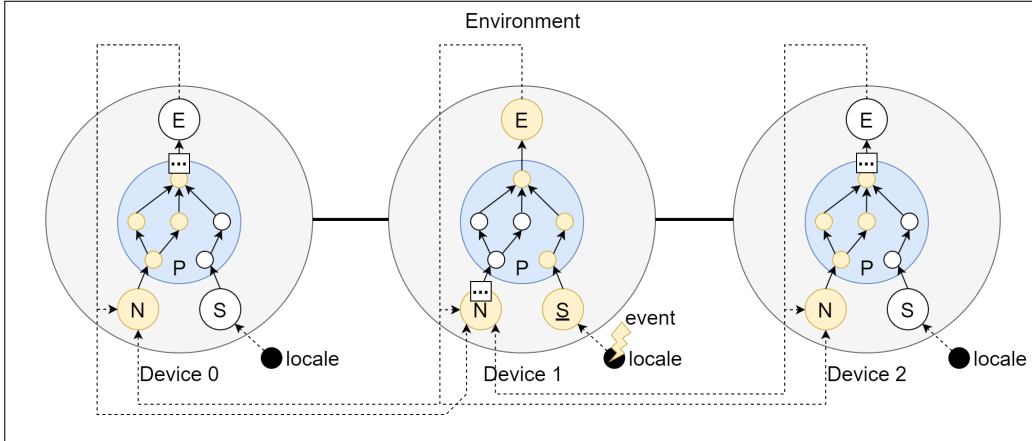 Environment
E
E
E
...
...
P
P
P
...
N
S
N
S
N
S
event
locale
locale
locale
Device 0
Device 1
Device 2